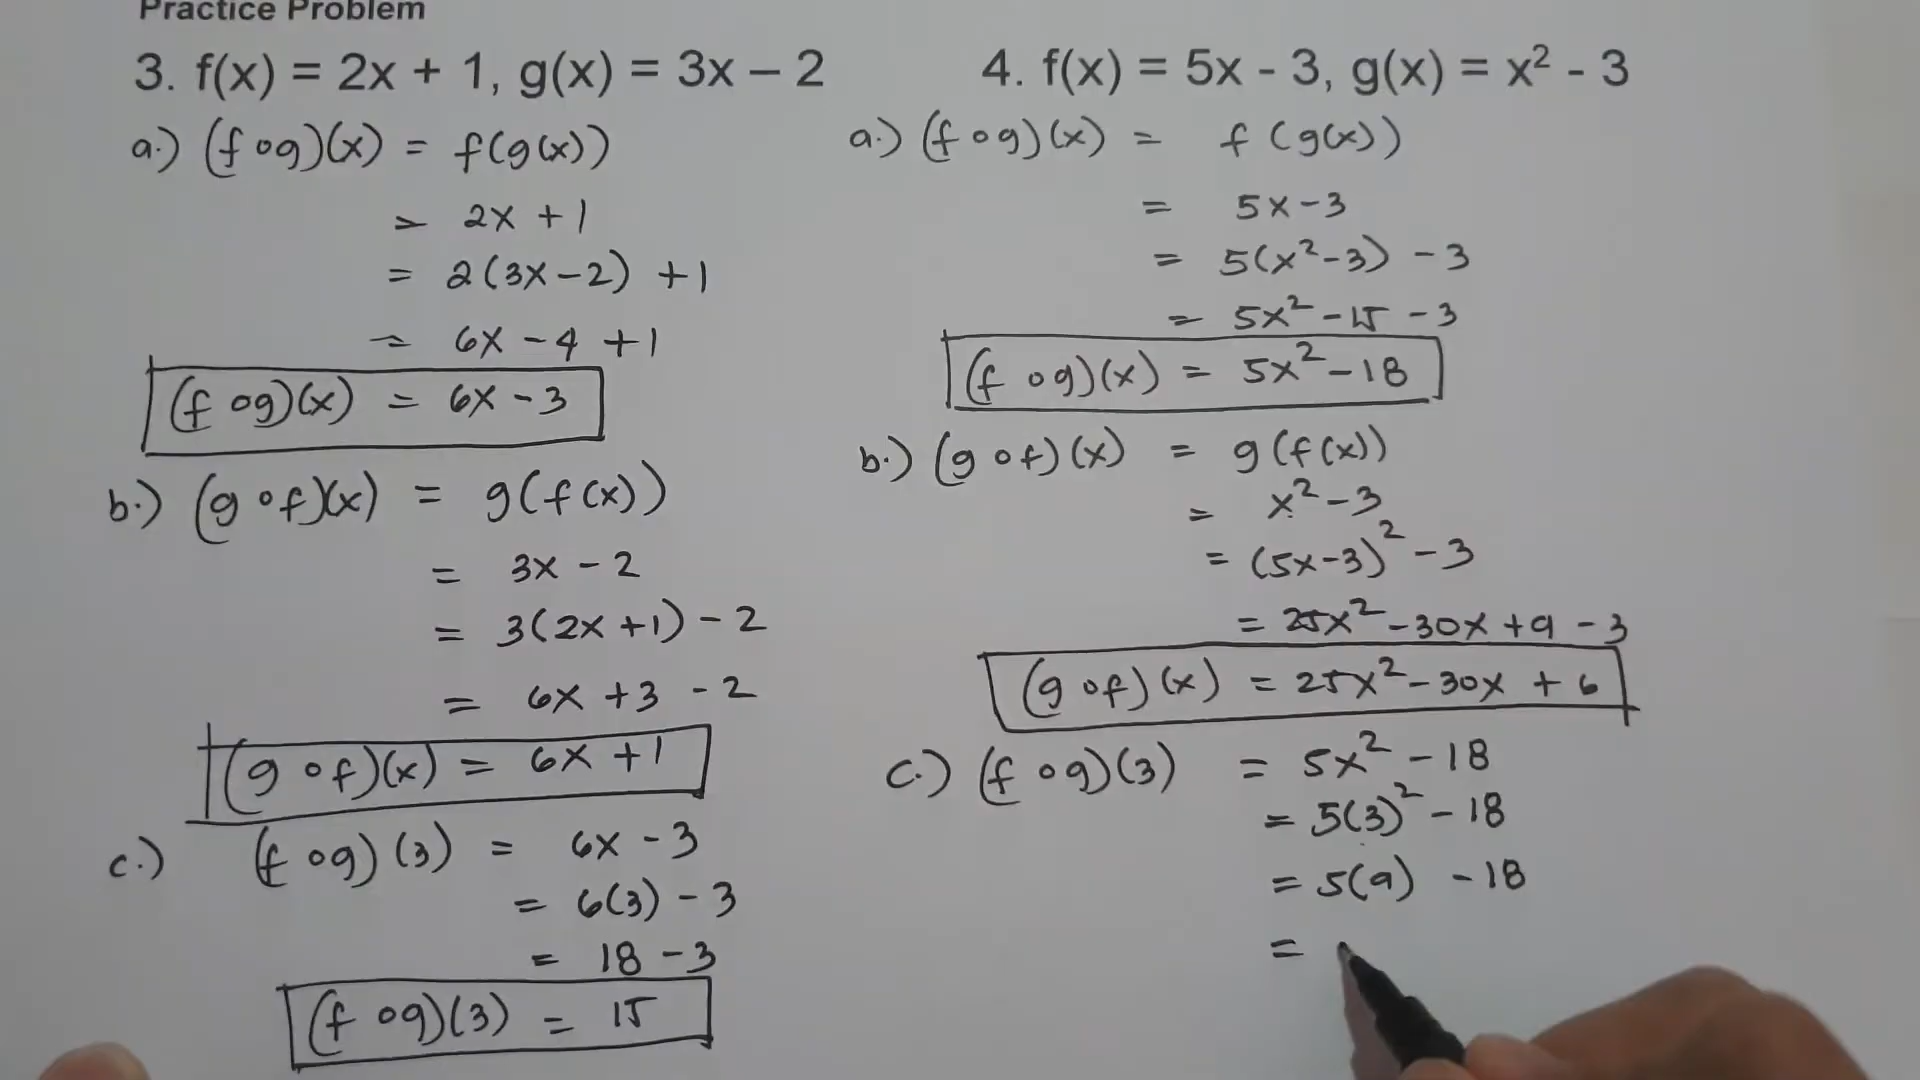 Practice Problem
3. f(x) = 2x + 1, g(x) = 3x – 2
a.) (f o g)(x) = f(g(x))
= 2x + 1
= 2(3x-2) + 1
= 6x - 4 + 1
(f o g)(x) = 6x - 3
b.) (g o f)(x) = g(f(x))
= 3x - 2
= 3(2x+1) - 2
= 6x + 3 - 2
(g o f)(x) = 6x + 1
c.) (f o g)(3) = 6x - 3
= 6(3) - 3
= 18 - 3
(f o g)(3) = 15
4. f(x) = 5x - 3, g(x) = x² - 3
a.) (f o g)(x) = f(g(x))
= 5x - 3
= 5(x²-3) - 3
= 5x² - 15 - 3
(f o g)(x) = 5x² - 18
b.) (g o f)(x) = g(f(x))
= x² - 3
= (5x-3)² - 3
= 25x² - 30x + 9 - 3
(g o f)(x) = 25x² - 30x + 6
c.) (f o g)(3) = 5x² - 18
= 5(3)² - 18
= 5(9) - 18
=